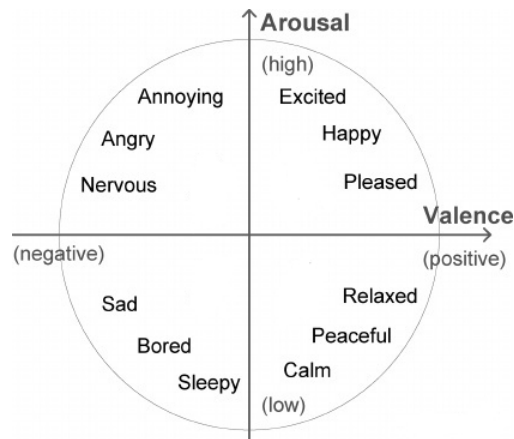 Arousal
(high)
Annoying Excited
Angry Happy
Nervous Pleased
Valence
(negative) (positive)
Sad Relaxed
Bored Peaceful
Sleepy Calm
(low)